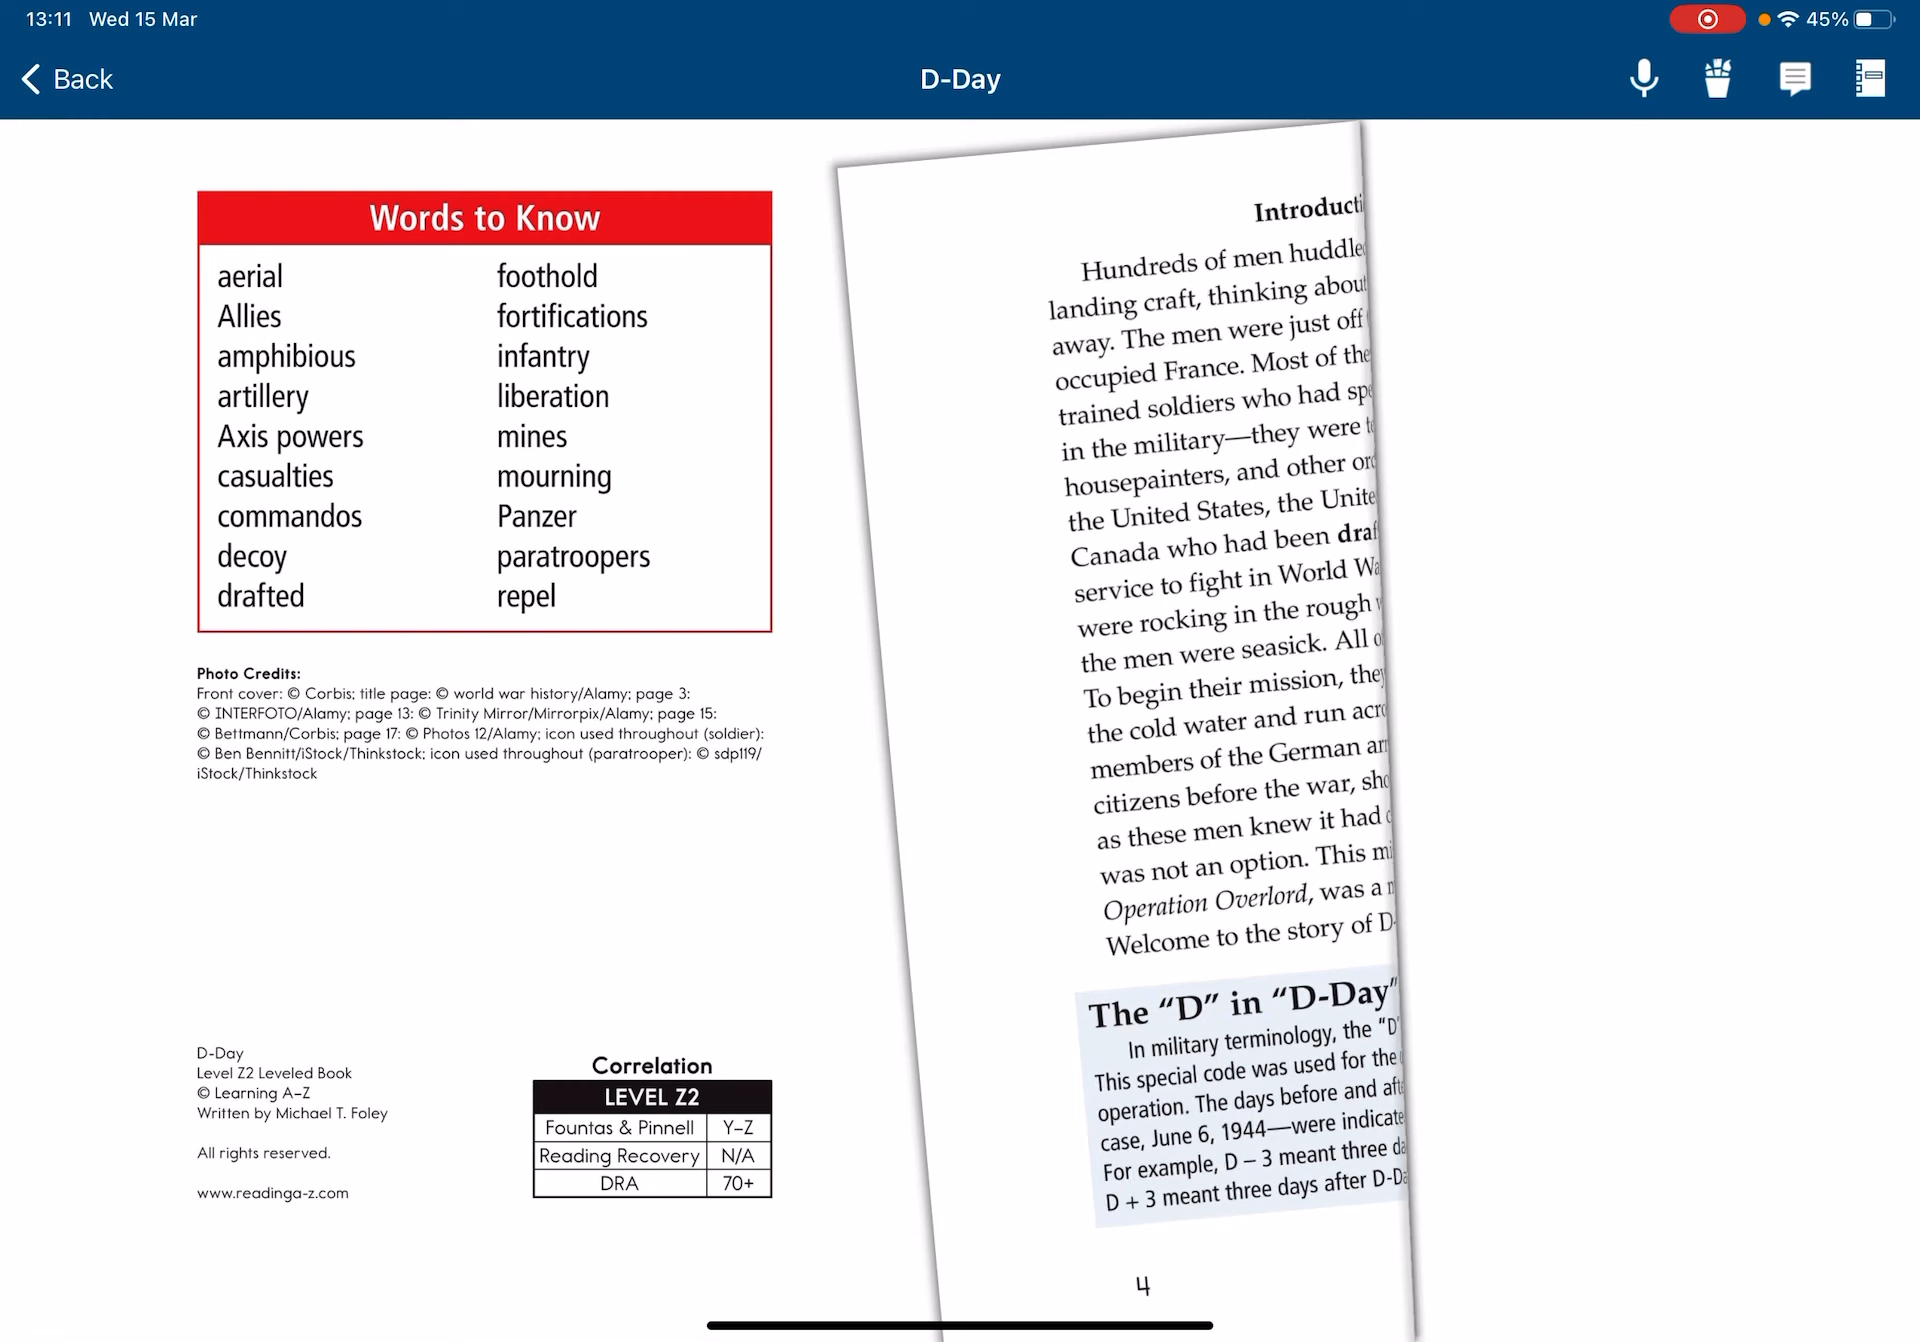 13:11 Wed 15 Mar
45%
Back
D-Day
Words to Know
aerial
Allies
amphibious
artillery
Axis powers
casualties
commandos
decoy
drafted
foothold
fortifications
infantry
liberation
mines
mourning
Panzer
paratroopers
repel
Photo Credits:
Front cover: © Corbis; title page: © world war history/Alamy; page 3:
© INTERFOTO/Alamy; page 13: © Trinity Mirror/Mirrorpix/Alamy; page 15:
© Bettmann/Corbis; page 17: © Photos 12/Alamy; icon used throughout (soldier):
© Ben Bennitt/iStock/Thinkstock; icon used throughout (paratrooper): © sdp119/
iStock/Thinkstock
D-Day
Level Z2 Leveled Book
© Learning A–Z
Written by Michael T. Foley
All rights reserved.
www.readinga-z.com
Correlation
LEVEL Z2
Fountas & Pinnell Y–Z
Reading Recovery N/A
DRA 70+
Hundreds of men
landing craft, thinking
away. The men were just off
occupied France. Most of
trained soldiers who had
in the military—they were
housepainters, and other
the United States, the
Canada who had been
service to fight in World
were rocking in the rough
the men were seasick. All
To begin their mission,
the cold water and run
members of the German
citizens before the war,
as these men knew it had
was not an option. This
Operation Overlord, was a
Welcome to the story of
The “D” in “D-Day”
In military terminology, the “D”
This special code was used for the
operation. The days before and
case, June 6, 1944—were
For example, D – 3 meant three
D + 3 meant three days after
4